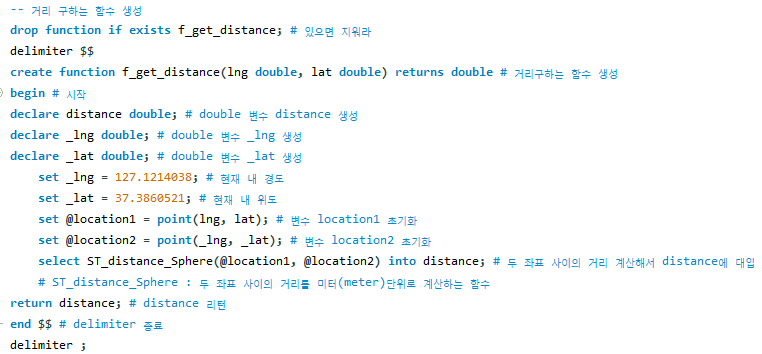 -- 거리 구하는 함수 생성
drop function if exists f_get_distance; # 있으면 지워라
delimiter $$
create function f_get_distance(lng double, lat double) returns double # 거리구하는 함수 생성
begin # 시작
declare distance double; # double 변수 distance 생성
declare _lng double; # double 변수 _lng 생성
declare _lat double; # double 변수 _lat 생성
set _lng = 127.1214038; # 현재 내 경도
set _lat = 37.3860521; # 현재 내 위도
set @location1 = point(lng, lat); # 변수 location1 초기화
set @location2 = point(_lng, _lat); # 변수 location2 초기화
select ST_distance_Sphere(@location1, @location2) into distance; # 두 좌표 사이의 거리 계산해서 distance에 대입
# ST_distance_Sphere : 두 좌표 사이의 거리를 미터(meter)단위로 계산하는 함수
return distance; # distance 리턴
end $$ # delimiter 종료
delimiter ;